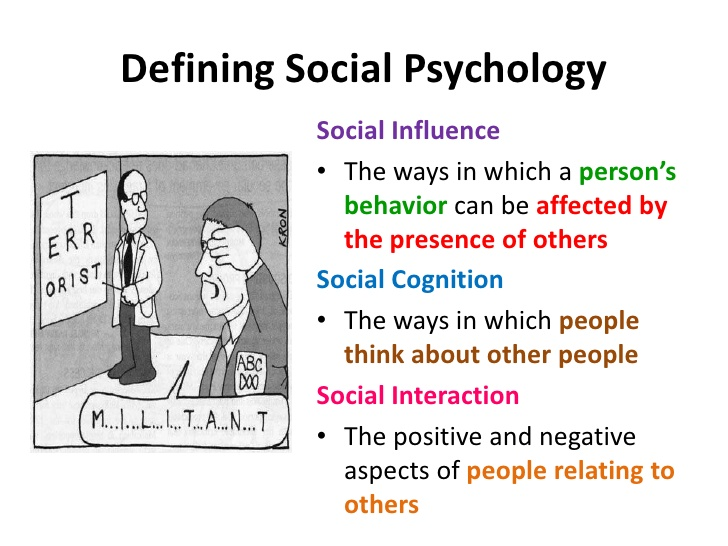 Defining Social Psychology
T
ERR
ORIST
KRON
ABC
DOO
M...I...L...I...T...A...N...T
Social Influence
• The ways in which a person’s
behavior can be affected by
the presence of others
Social Cognition
• The ways in which people
think about other people
Social Interaction
• The positive and negative
aspects of people relating to
others